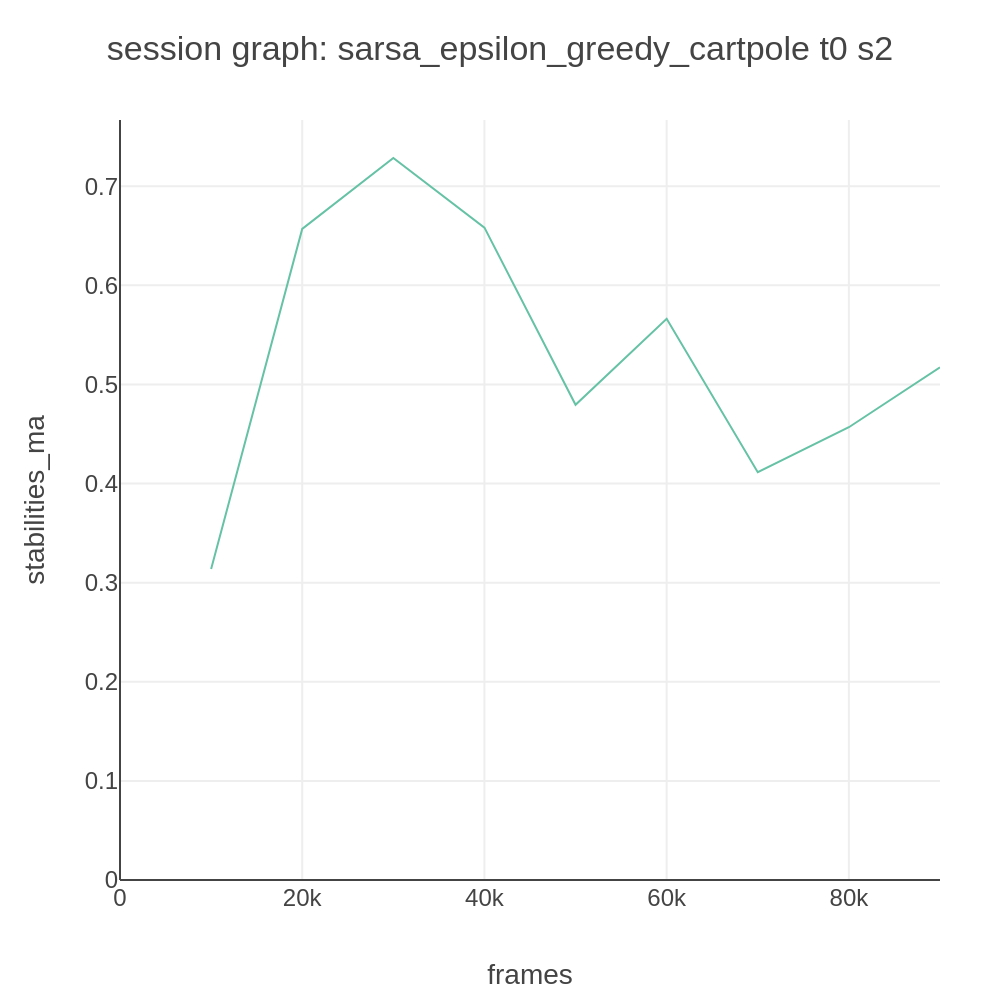 session graph: sarsa_epsilon_greedy_cartpole t0 s2
stabilities_ma
0.7
0.6
0.5
0.4
0.3
0.2
0.1
0
0
20k
40k
60k
80k
frames